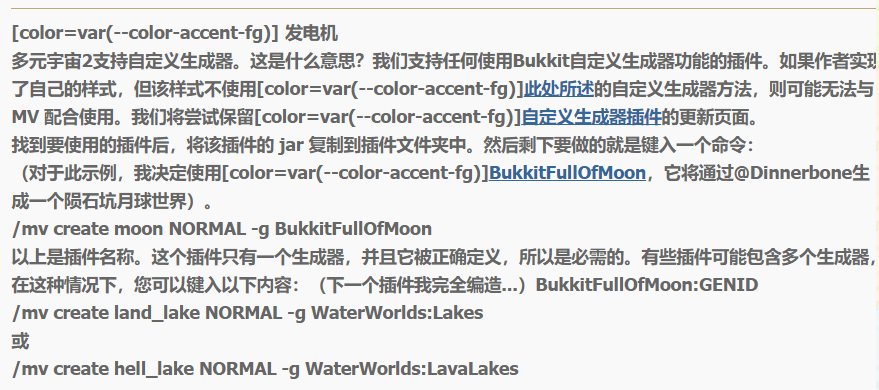 [color=var(--color-accent-fg)] 发电机
多元宇宙2支持自定义生成器。这是什么意思？我们支持任何使用Bukkit自定义生成器功能的插件。如果作者实现
了自己的样式，但该样式不使用[color=var(--color-accent-fg)]此处所述的自定义生成器方法，则可能无法与
MV 配合使用。我们将尝试保留[color=var(--color-accent-fg)]自定义生成器插件的更新页面。
找到要使用的插件后，将该插件的 jar 复制到插件文件夹中。然后剩下要做的就是键入一个命令：
（对于此示例，我决定使用[color=var(--color-accent-fg)]BukkitFullOfMoon，它将通过@Dinnerbone生
成一个陨石坑月球世界）。
/mv create moon NORMAL -g BukkitFullOfMoon
以上是插件名称。这个插件只有一个生成器，并且它被正确定义，所以是必需的。有些插件可能包含多个生成器，
在这种情况下，您可以键入以下内容：（下一个插件我完全编造...）BukkitFullOfMoon:GENID
/mv create land_lake NORMAL -g WaterWorlds:Lakes
或
/mv create hell_lake NORMAL -g WaterWorlds:LavaLakes